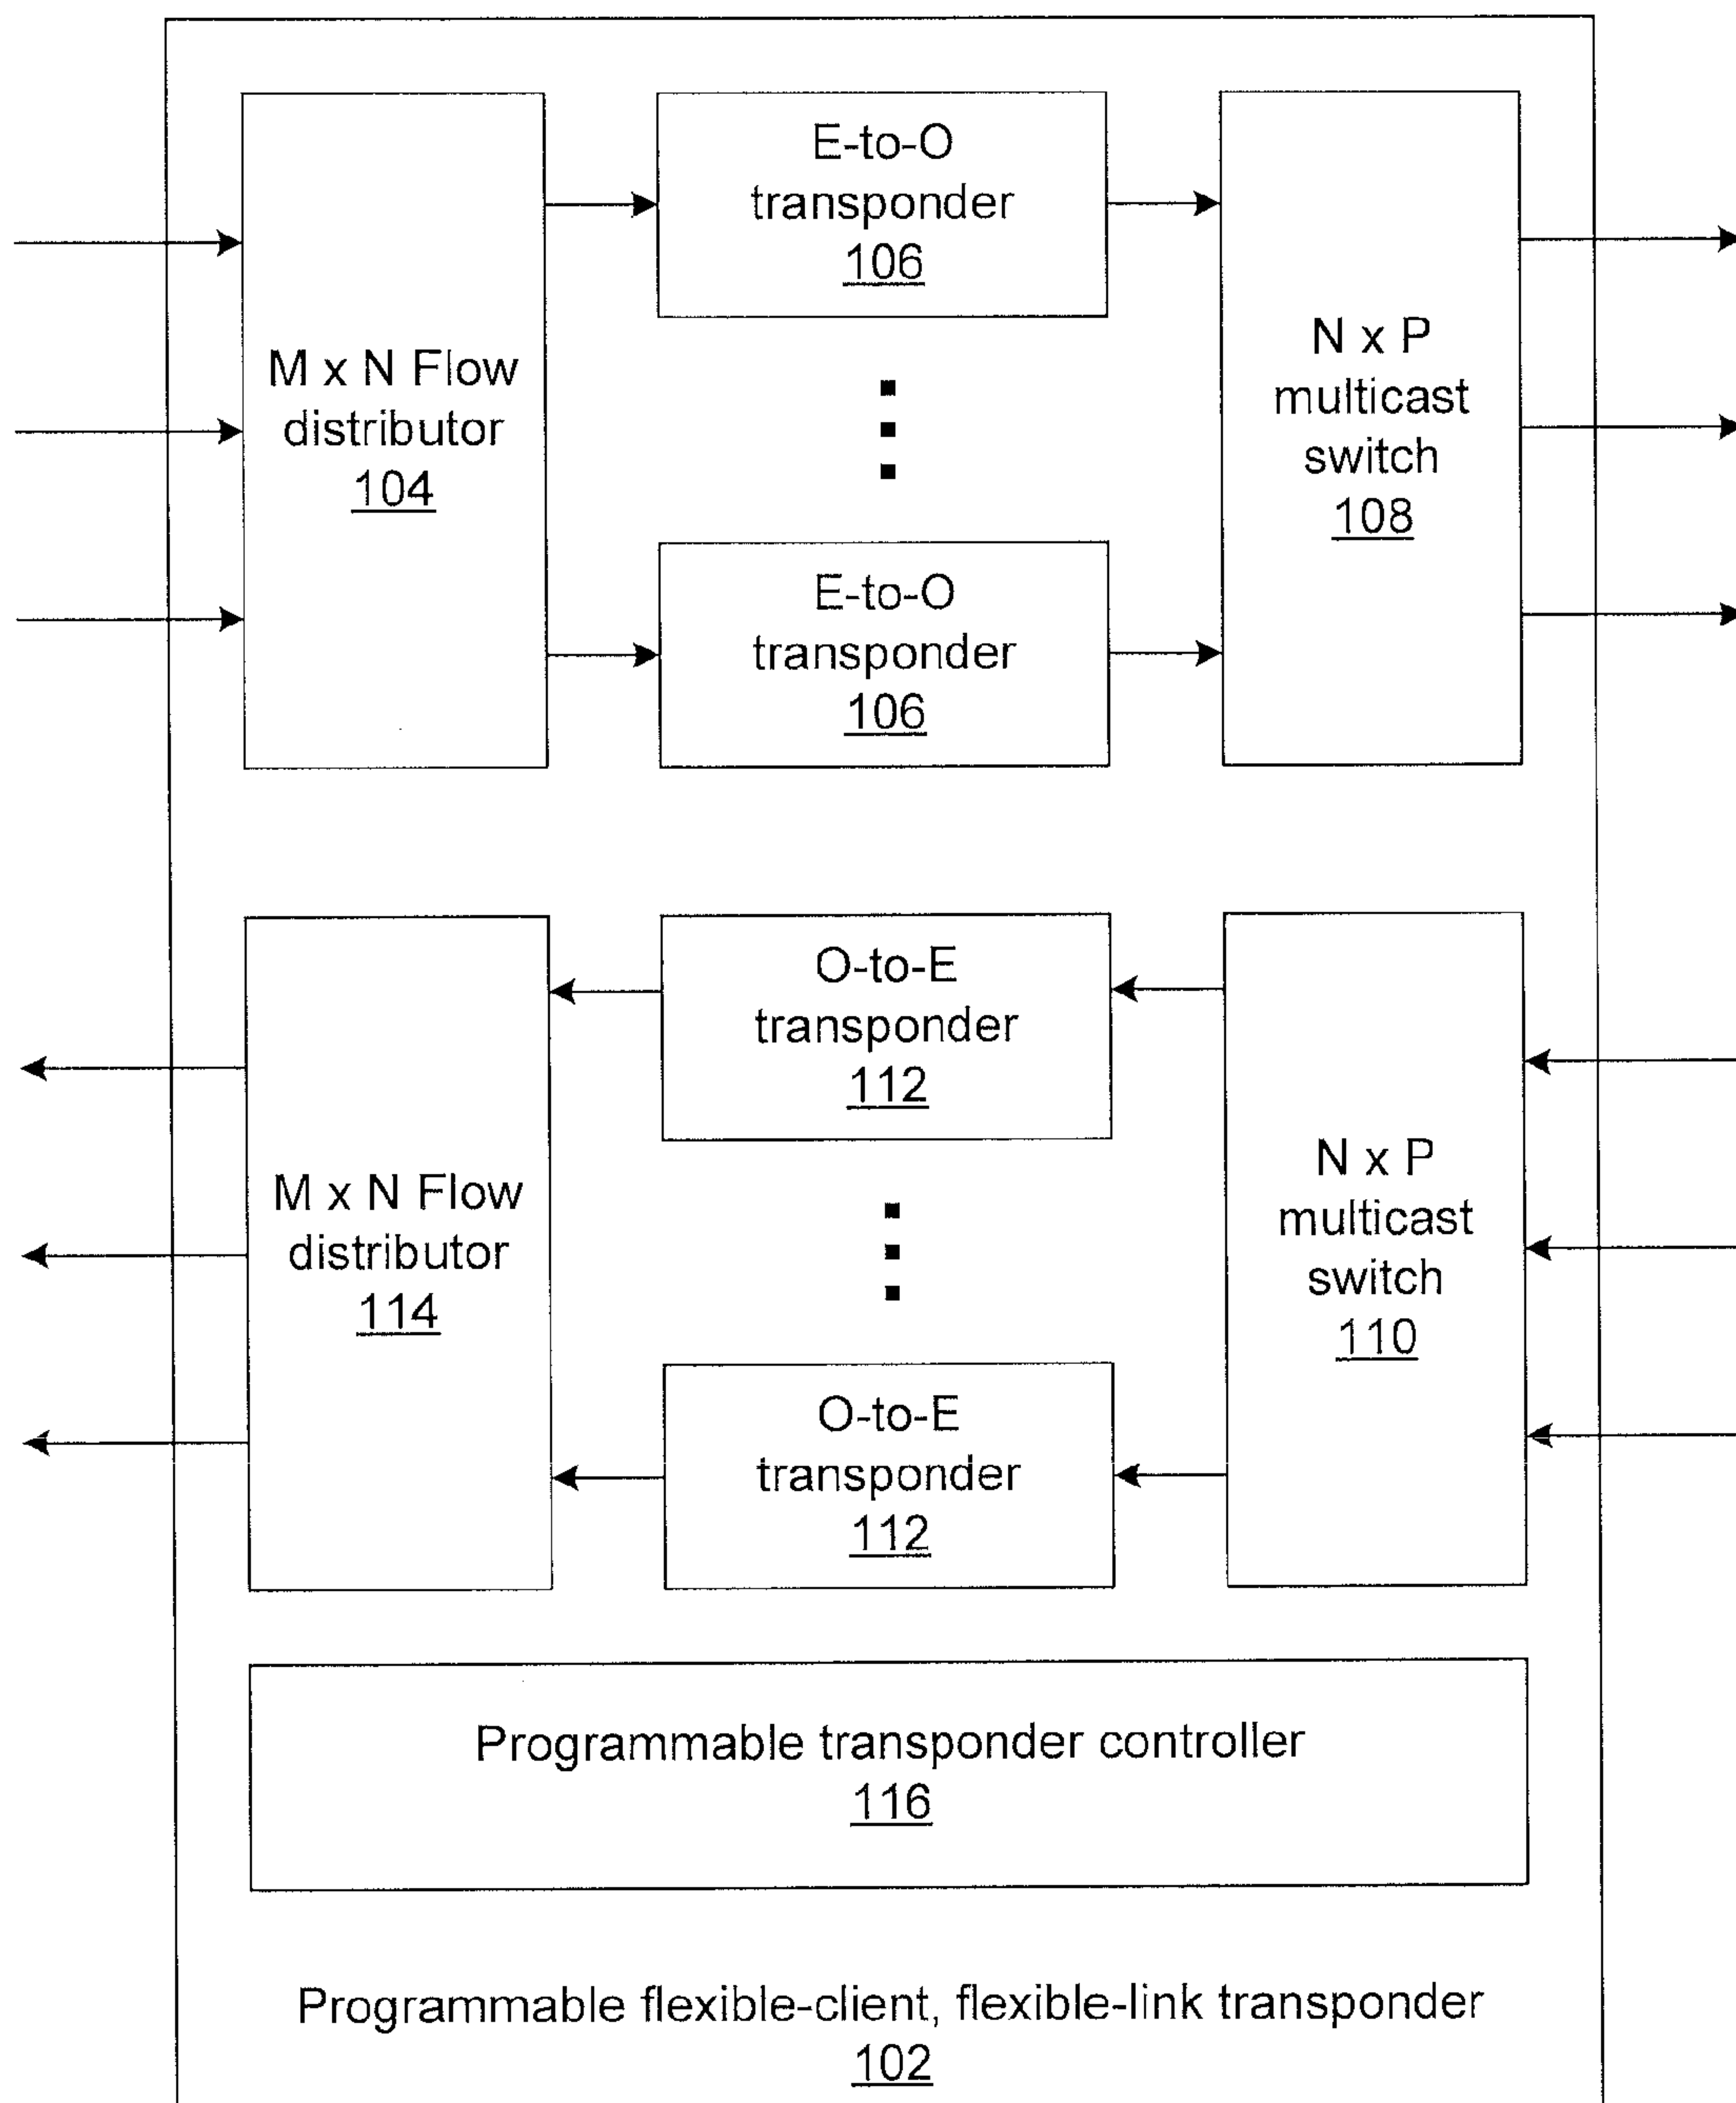 E-to-O
transponder
106
M x N Flow
distributor
104
N x P
multicast
switch
108
E-to-O
transponder
106
O-to-E
transponder
112
M x N Flow
distributor
114
N x P
multicast
switch
110
O-to-E
transponder
112
Programmable transponder controller
116
Programmable flexible-client, flexible-link transponder
102